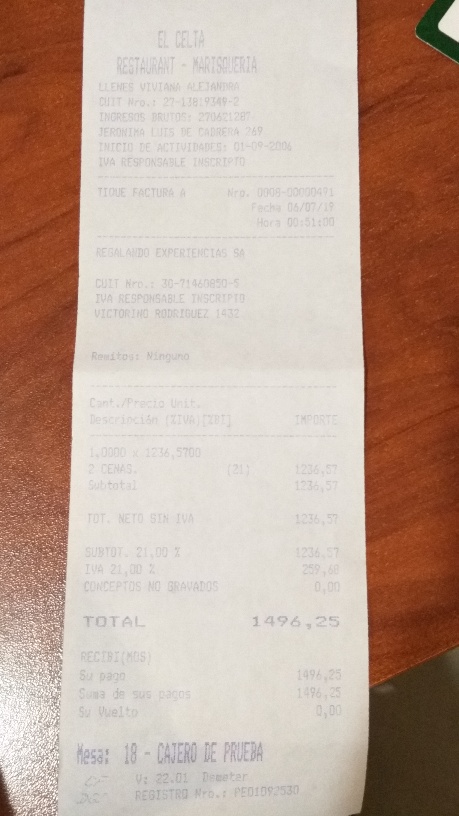 EL CELTA
RESTAURANT - MARISQUERIA
LLENES VIVIANA ALEJANDRA
CUIT Nro.: 27-13819349-2
INGRESOS BRUTOS: 270621287
JERONIMA LUIS DE CABRERA 269
INICIO DE ACTIVIDADES: 01-09-2006
IVA RESPONSABLE INSCRIPTO
TIQUE FACTURA A Nro. 0008-00000471
Fecha 06/07/19
Hora 00:51:00
REGALANDO EXPERIENCIAS SA
CUIT Nro.: 30-71460850-5
IVA RESPONSABLE INSCRIPTO
VICTORINO RODRIGUEZ 1432
Remitos: Ninguno
Cant./Precio Unit.
Descripción (%IVA)[%BI] IMPORTE
1,0000 x 1236,5700
2 CENAS. (21) 1236,57
Subtotal 1236,57
TOT. NETO SIN IVA 1236,57
SUBTOT. 21,00 % 1236,57
IVA 21,00 % 259,68
CONCEPTOS NO GRAVADOS 0,00
TOTAL 1496,25
RECIBI(MOS)
Su pago 1496,25
Suma de sus pagos 1496,25
Su Vuelto 0,00
Mesa: 18 - CAJERO DE PRUEBA
V: 22.01 Demeter
REGISTRO Nro.: PEO1092530